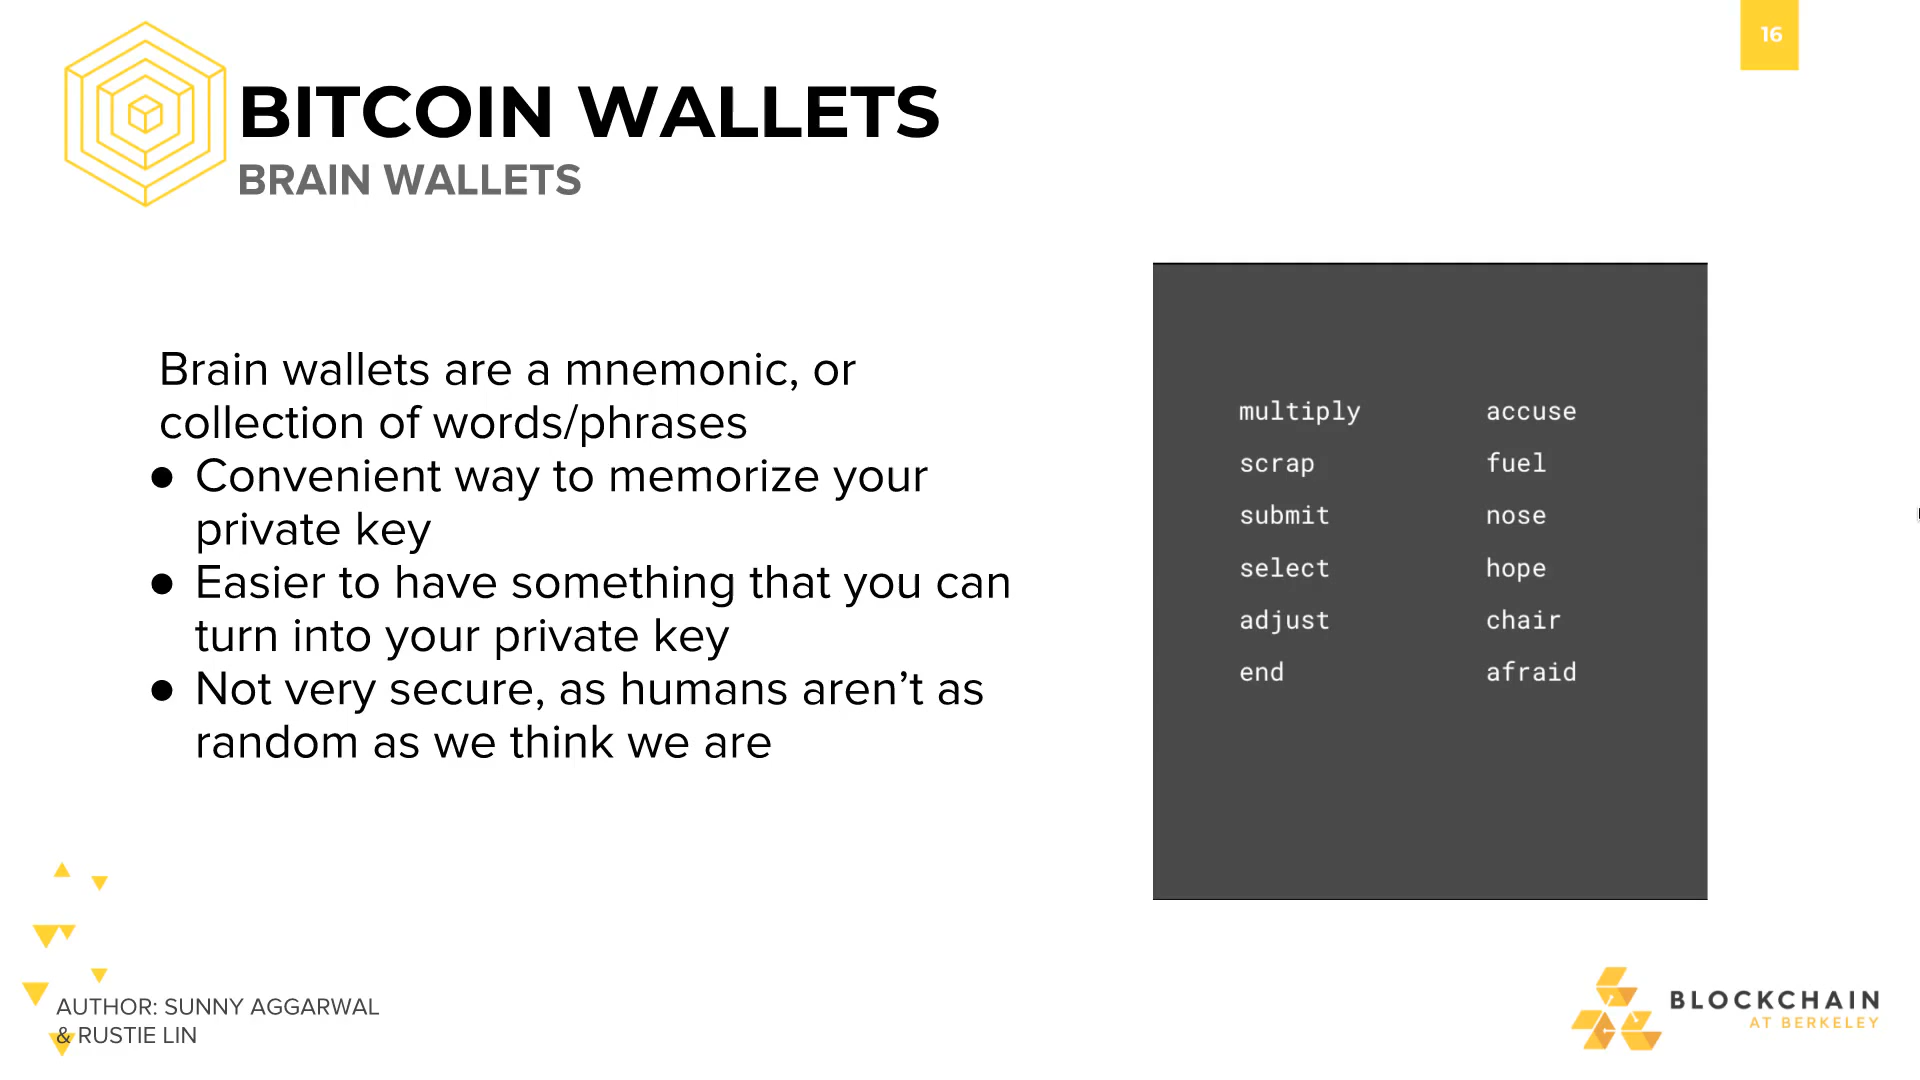 16
BITCOIN WALLETS
BRAIN WALLETS
Brain wallets are a mnemonic, or
collection of words/phrases
● Convenient way to memorize your
private key
● Easier to have something that you can
turn into your private key
● Not very secure, as humans aren’t as
random as we think we are
multiply accuse
scrap fuel
submit nose
select hope
adjust chair
end afraid
AUTHOR: SUNNY AGGARWAL
& RUSTIE LIN
BLOCKCHAIN
AT BERKELEY